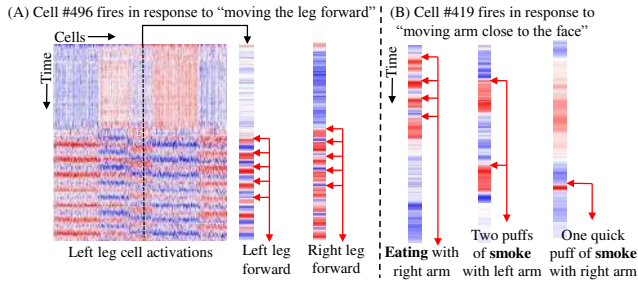 (A) Cell #496 fires in response to “moving the leg forward”
Cells
Time
Left leg cell activations
Left leg
forward
Right leg
forward
(B) Cell #419 fires in response to
“moving arm close to the face”
Time
Eating with
right arm
Two puffs
of smoke
with left arm
One quick
puff of smoke
with right arm